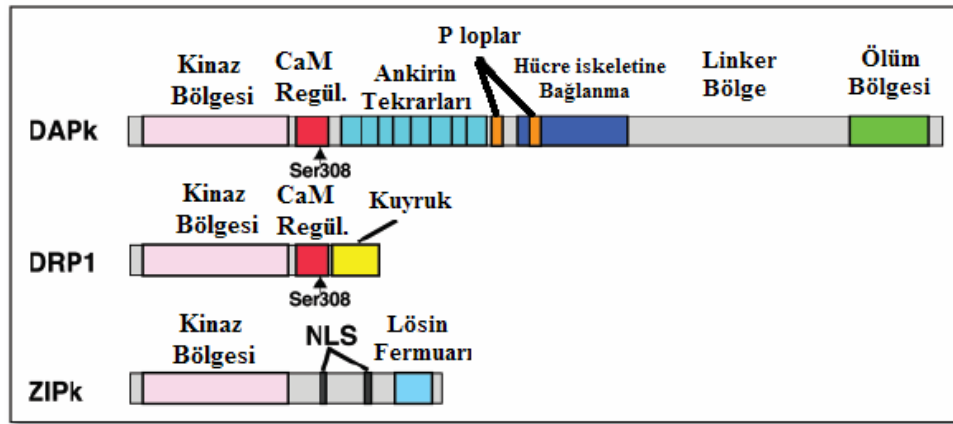 P loplar
Kinaz
Bölgesi
CaM
Regül.
Ankirin
Tekrarları
Hücre iskeletine
Bağlanma
Linker
Bölge
Ölüm
Bölgesi
DAPk
Ser308
Kinaz
Bölgesi
CaM
Regül.
Kuyruk
DRP1
Ser308
Kinaz
Bölgesi
NLS
Lösin
Fermuarı
ZIPk